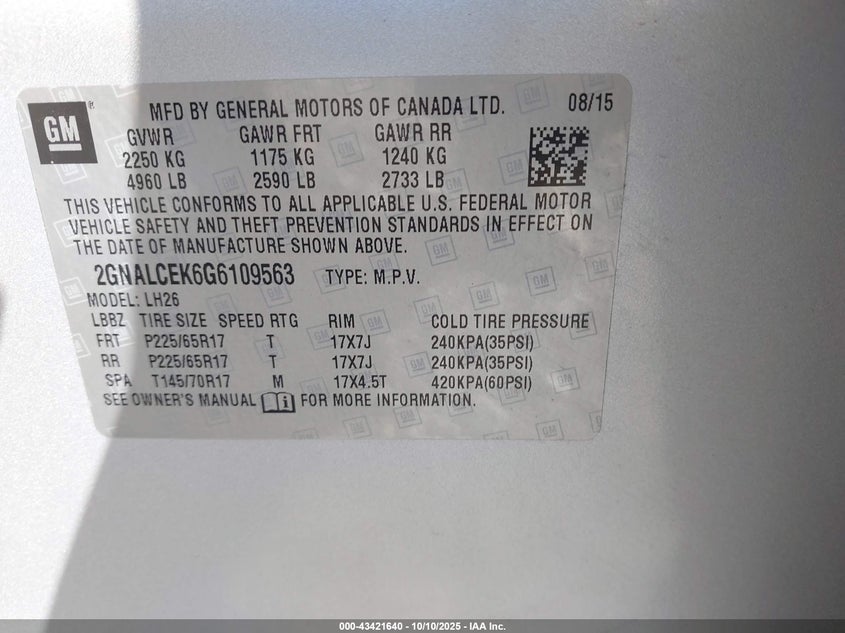 GM ® MFD BY GENERAL MOTORS OF CANADA LTD. 08/15
GVWR GAWR FRT GAWR RR
2250 KG 1175 KG 1240 KG
4960 LB 2590 LB 2733 LB
THIS VEHICLE CONFORMS TO ALL APPLICABLE U.S. FEDERAL MOTOR
VEHICLE SAFETY AND THEFT PREVENTION STANDARDS IN EFFECT ON
THE DATE OF MANUFACTURE SHOWN ABOVE.
2GNALCEK6G6109563 TYPE: M.P.V.
MODEL: LH26
LBBZ TIRE SIZE SPEED RTG RIM COLD TIRE PRESSURE
FRT P225/65R17 T 17X7J 240KPA(35PSI)
RR P225/65R17 T 17X7J 240KPA(35PSI)
SPA T145/70R17 M 17X4.5T 420KPA(60PSI)
SEE OWNER'S MANUAL i FOR MORE INFORMATION.
000-43421640 - 10/10/2025 - IAA Inc.